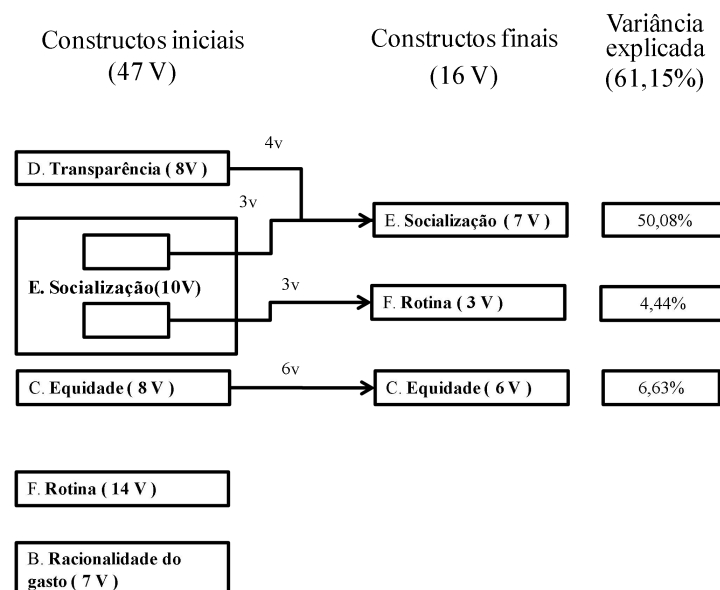 Constructos iniciais
(47 V)
Constructos finais
(16 V)
Variância
explicada
(61,15%)
D. Transparência ( 8V )
4v
3v
E. Socialização ( 7 V )
50,08%
E. Socialização(10V)
3v
F. Rotina ( 3 V )
4,44%
C. Equidade ( 8 V )
6v
C. Equidade ( 6 V )
6,63%
F. Rotina ( 14 V )
B. Racionalidade do
gasto ( 7 V )